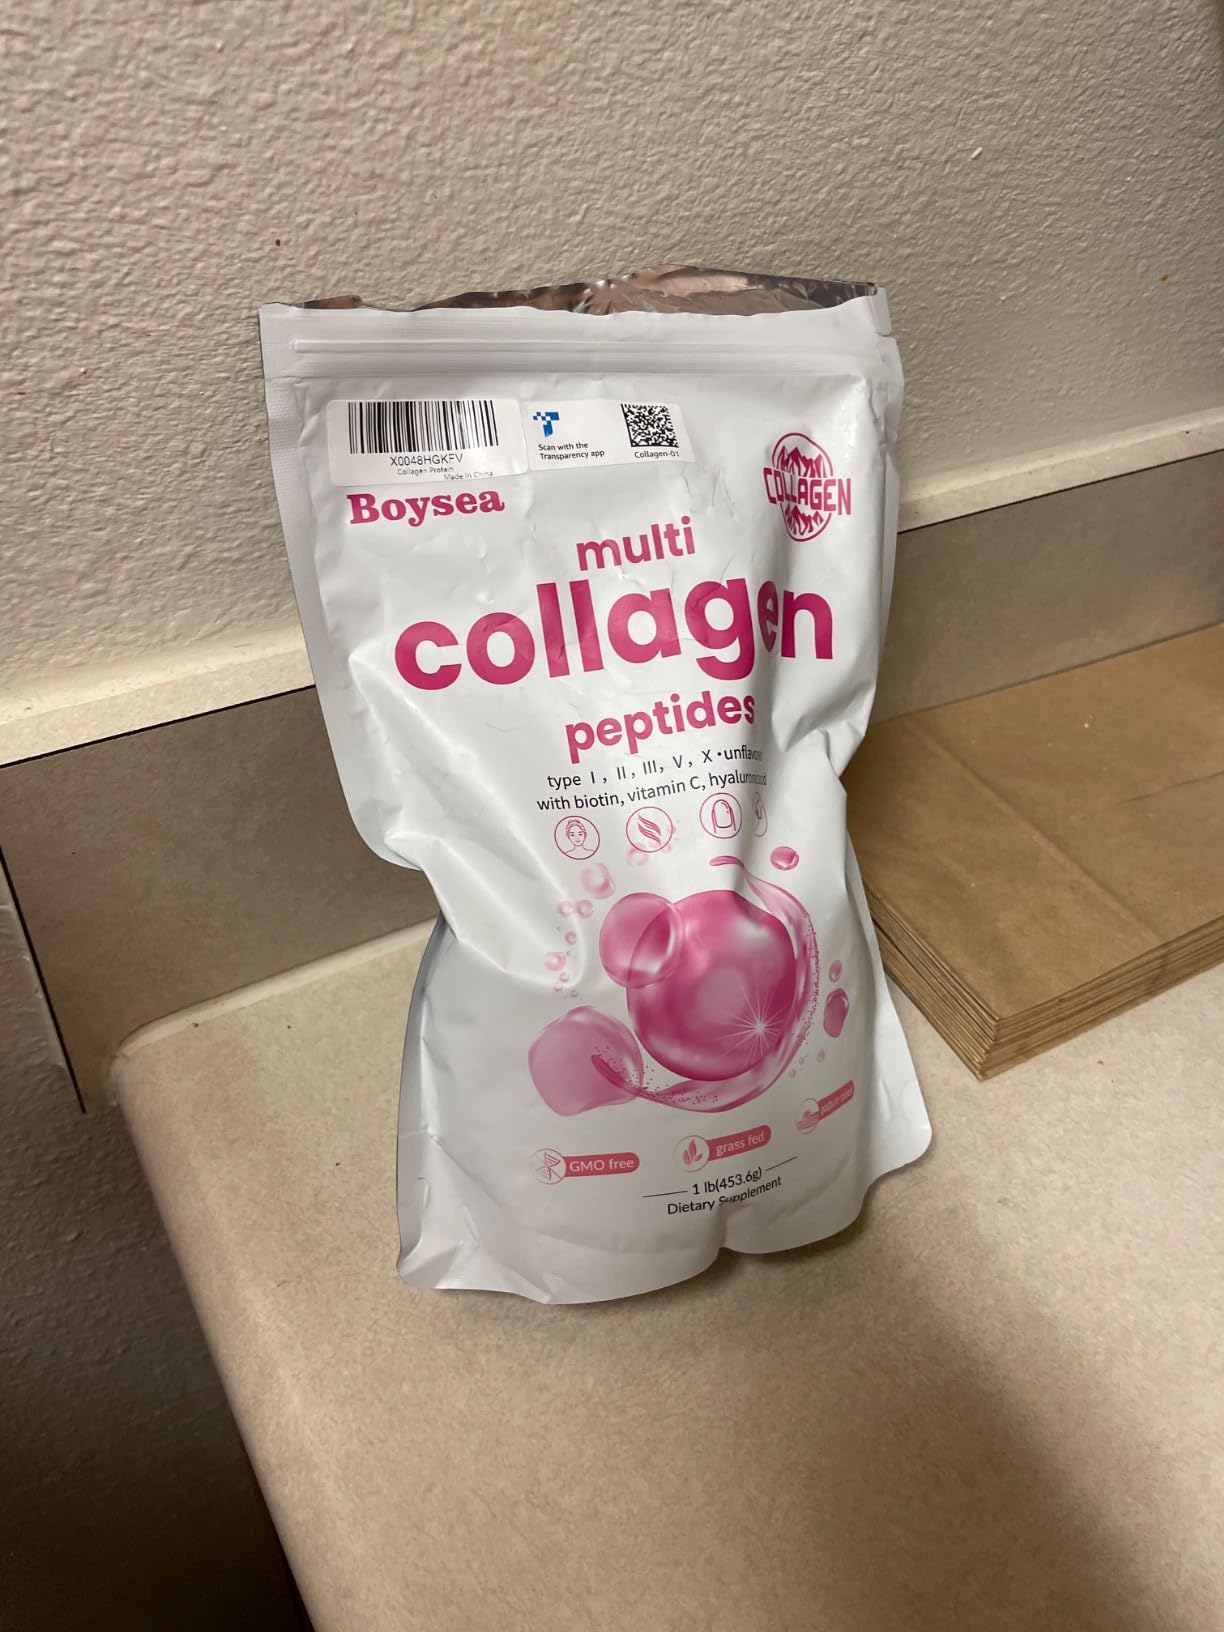 X0048HGKFV
Collagen Protein
Made In China
Scan with the
Transparency app
Collagen-01
Boysea
COLLAGEN
multi
collagen
peptides
type I, II, III, V, X •
with biotin, vitamin C,
GMO free
grass fed
1 lb(453.6g)
Dietary Supplement